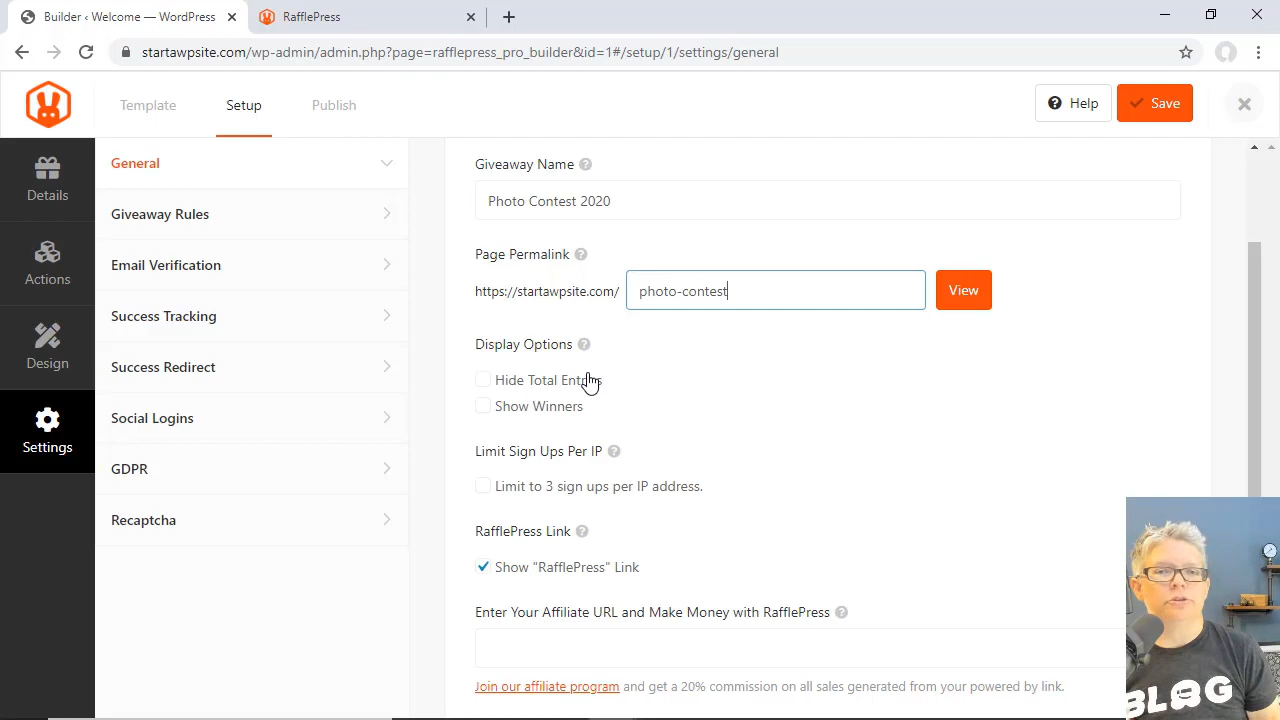 Builder ‹ Welcome — WordPress
RafflePress
startawpsite.com/wp-admin/admin.php?page=rafflepress_pro_builder&id=1#/setup/1/settings/general
Template
Setup
Publish
Help
Save
Details
Actions
Design
Settings
General
Giveaway Rules
Email Verification
Success Tracking
Success Redirect
Social Logins
GDPR
Recaptcha
Giveaway Name
Photo Contest 2020
Page Permalink
https://startawpsite.com/ photo-contest View
Display Options
Hide Total Entries
Show Winners
Limit Sign Ups Per IP
Limit to 3 sign ups per IP address.
RafflePress Link
Show "RafflePress" Link
Enter Your Affiliate URL and Make Money with RafflePress
Join our affiliate program and get a 20% commission on all sales generated from your powered by link.
BLOG